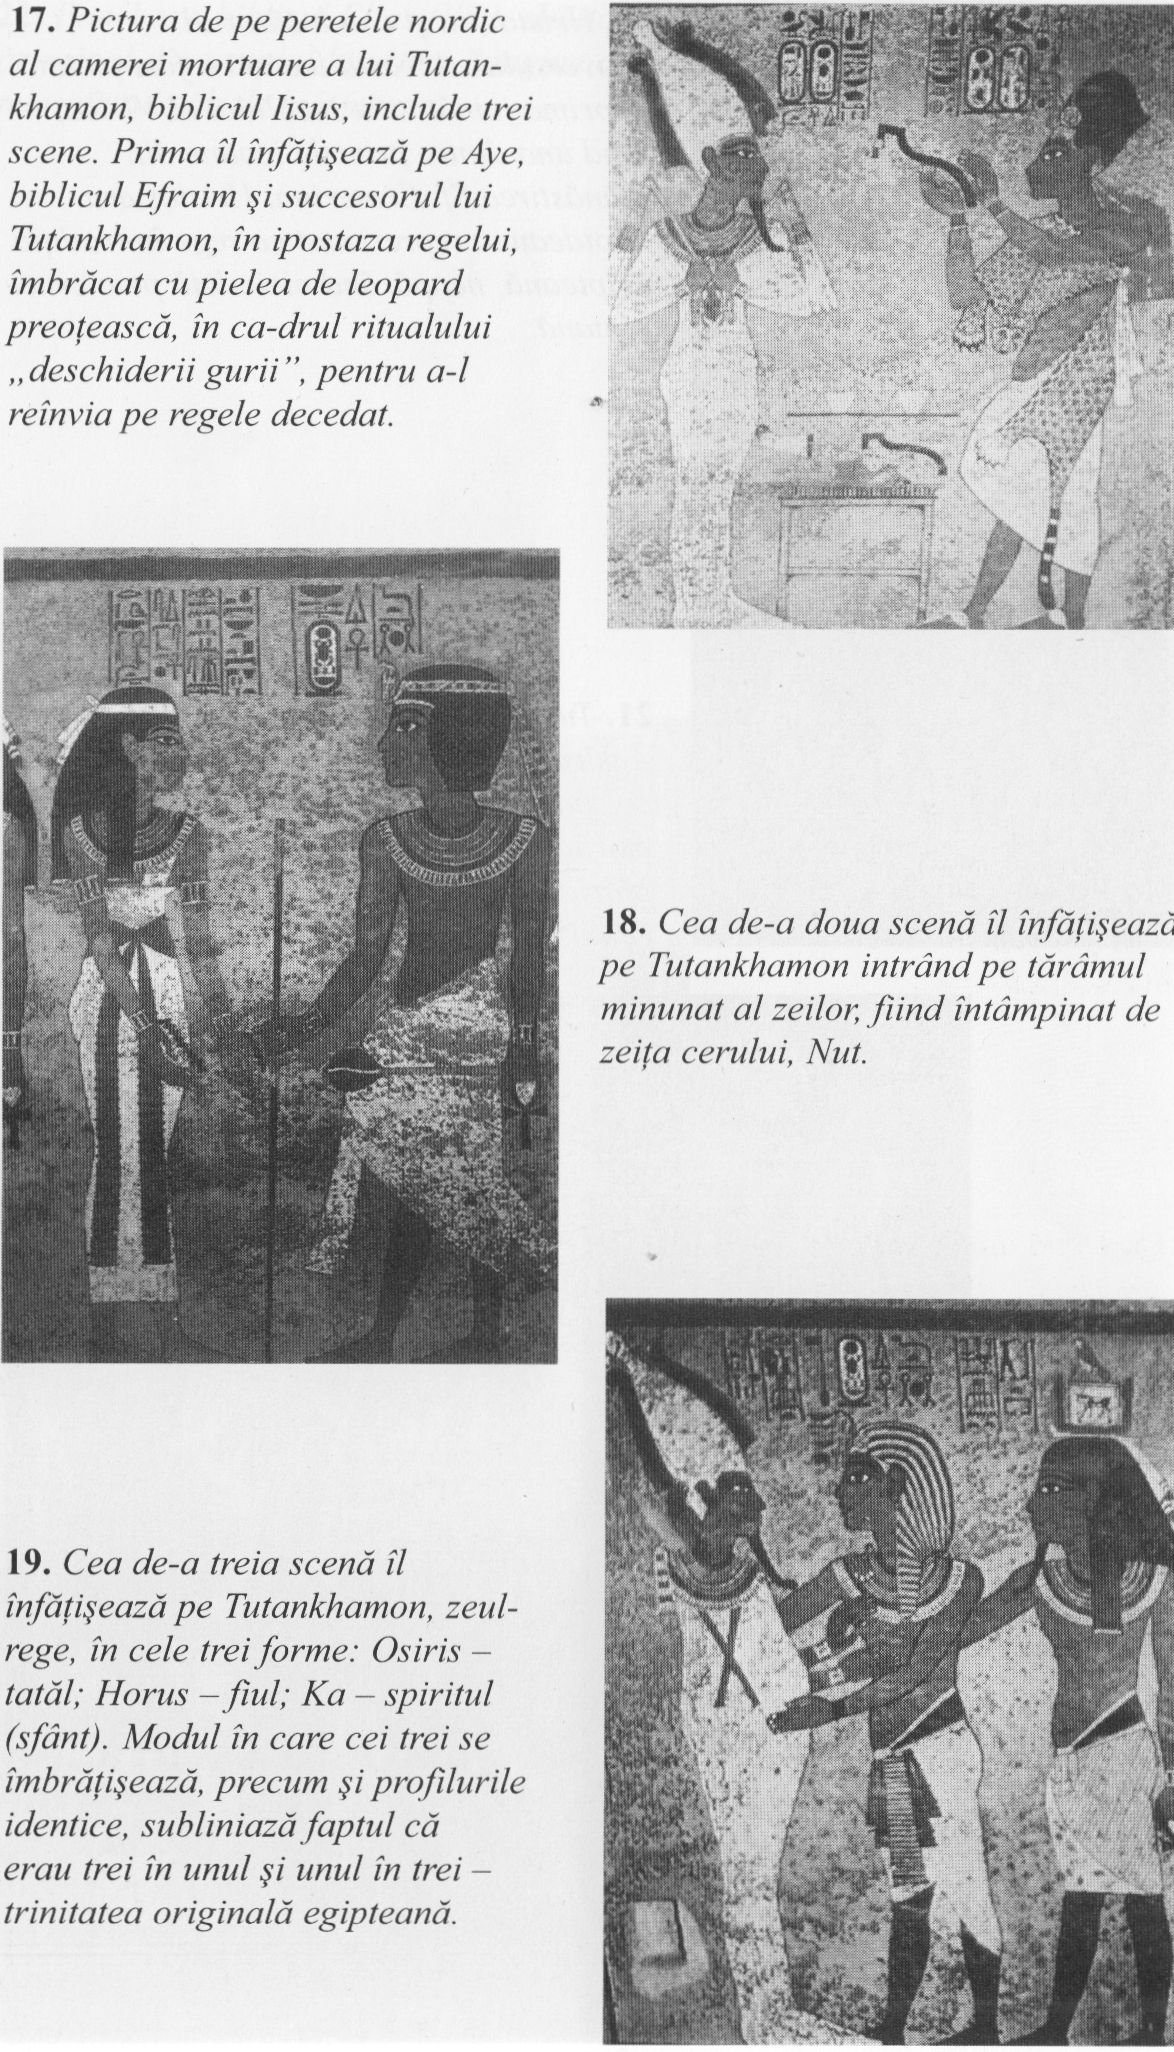 17. Pictura de pe peretele nordic
al camerei mortuare a lui Tutan-
khamon, biblicul Iisus, include trei
scene. Prima îl înfăţişează pe Aye,
biblicul Efraim şi succesorul lui
Tutankhamon, în ipostaza regelui,
îmbrăcat cu pielea de leopard
preoţească, în ca-drul ritualului
„deschiderii gurii”, pentru a-l
reînvia pe regele decedat.
18. Cea de-a doua scenă îl înfăţişează
pe Tutankhamon intrând pe tărâmul
minunat al zeilor, fiind întâmpinat de
zeiţa cerului, Nut.
19. Cea de-a treia scenă îl
înfăţişează pe Tutankhamon, zeul-
rege, în cele trei forme: Osiris –
tatăl; Horus – fiul; Ka – spiritul
(sfânt). Modul în care cei trei se
îmbrăţişează, precum şi profilurile
identice, subliniază faptul că
erau trei în unul şi unul în trei –
trinitatea originală egipteană.